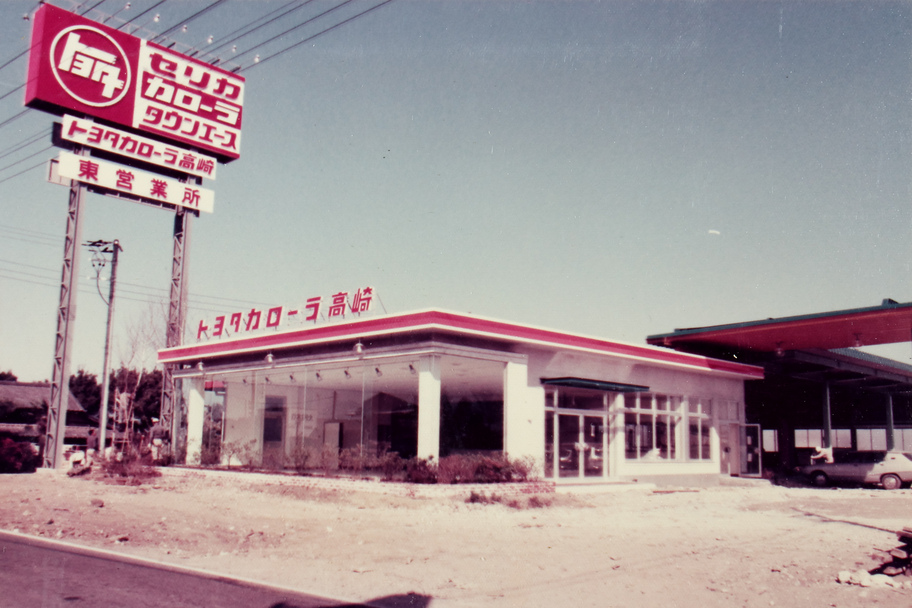 トヨタ
セリカ
カローラ
タウンエース
トヨタカローラ高崎
東営業所
トヨタカローラ高崎